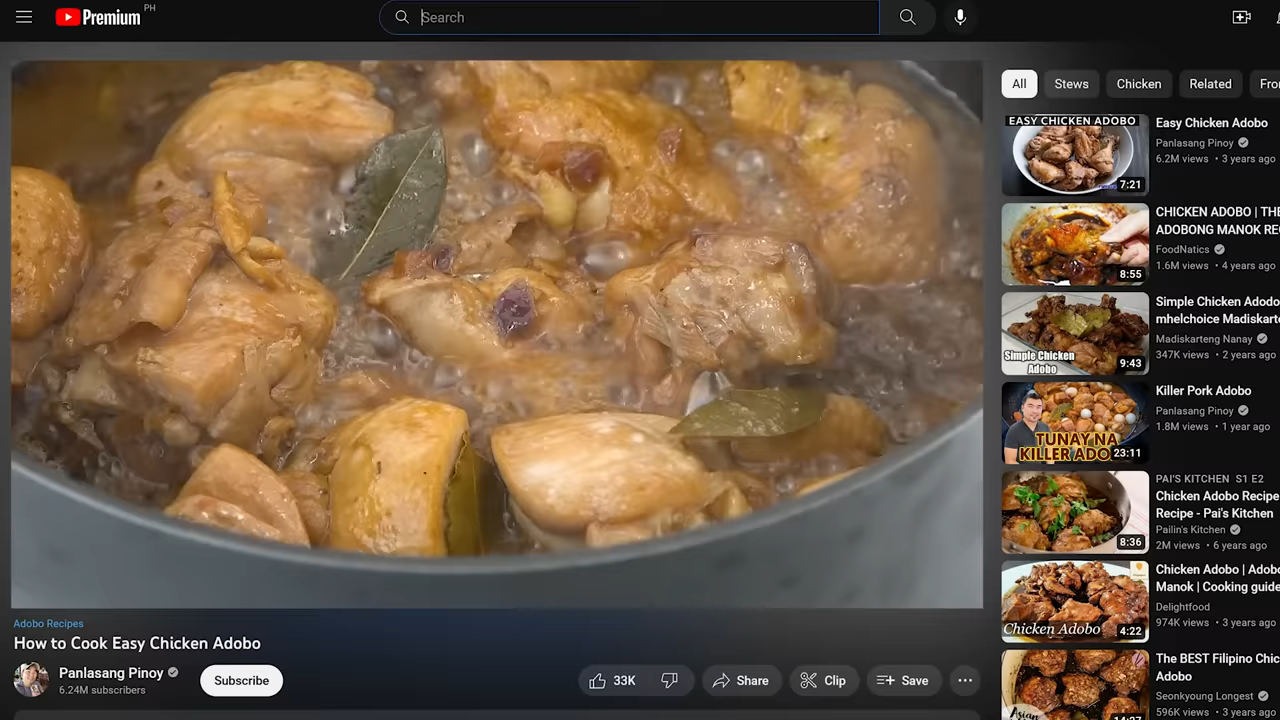 Premium PH
Search
All
Stews
Chicken
Related
Fro
EASY CHICKEN ADOBO
7:21
Easy Chicken Adobo
Panlasang Pinoy
6.2M views • 3 years ago
8:55
CHICKEN ADOBO | THE
ADOBONG MANOK RE
FoodNatics
1.6M views • 4 years ago
Simple Chicken
Adobo
9:43
Simple Chicken Adodo
mhelchoice Madiskarte
Madiskarteng Nanay
347K views • 2 years ago
TUNAY NA
KILLER ADO
23:11
Killer Pork Adobo
Panlasang Pinoy
1.8M views • 1 year ago
8:36
PAI'S KITCHEN S1 E2
Chicken Adobo Recipe
Recipe - Pai's Kitchen
Pailin's Kitchen
2M views • 6 years ago
Chicken Adobo
4:22
Chicken Adobo | Adobo
Manok | Cooking guide
Delightfood
974K views • 3 years ago
Asian
14:27
The BEST Filipino Chic
Adobo
Seonkyoung Longest
596K views • 3 years ago
Adobo Recipes
How to Cook Easy Chicken Adobo
Panlasang Pinoy
6.24M subscribers
Subscribe
33K
Share
Clip
Save